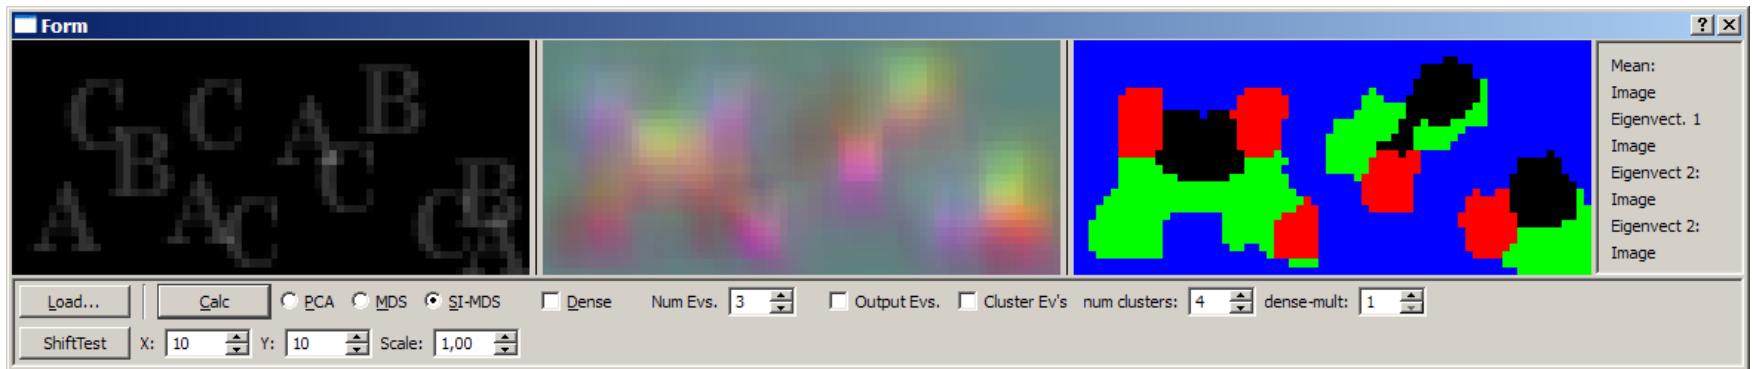 Form
C C A B
B C B
A A C C A
Mean:
Image
Eigenvect. 1
Image
Eigenvect 2:
Image
Eigenvect 2:
Image
Load... Calc PCA MDS SI-MDS Dense Num Evs. 3 Output Evs. Cluster Ev's num clusters: 4 dense-mult: 1
ShiftTest X: 10 Y: 10 Scale: 1,00